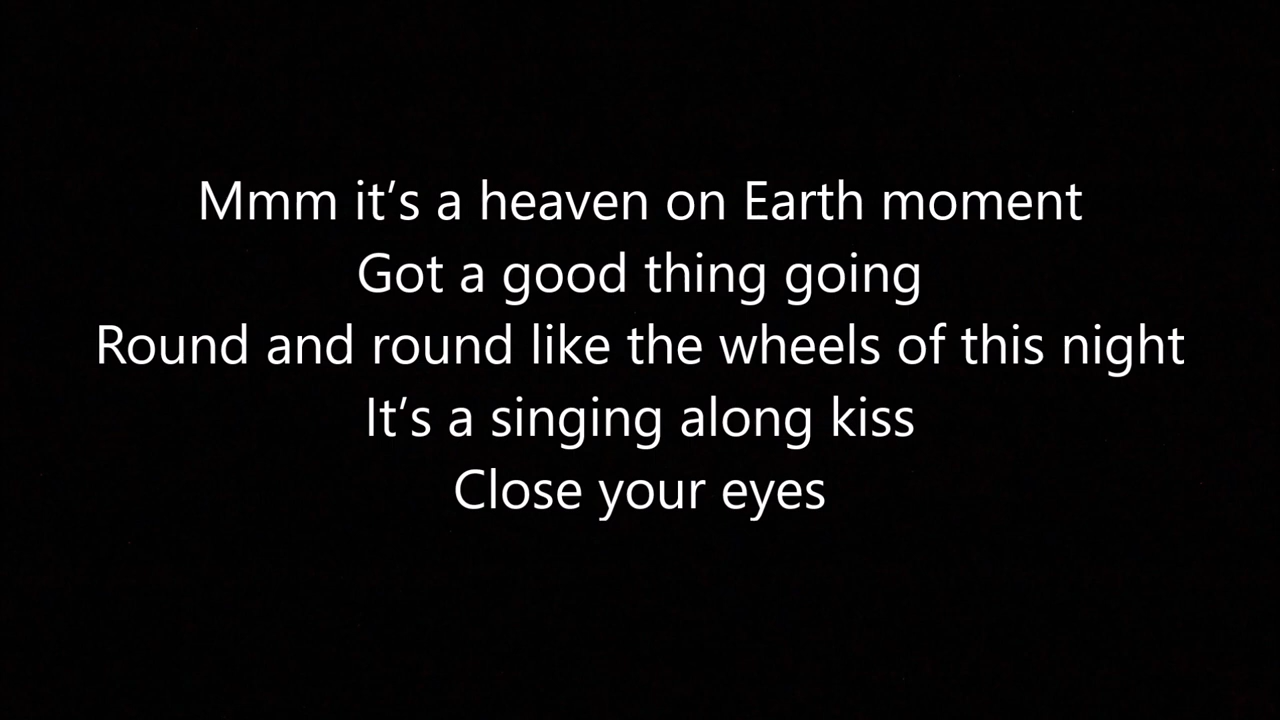 Mmm it’s a heaven on Earth moment
Got a good thing going
Round and round like the wheels of this night
It’s a singing along kiss
Close your eyes